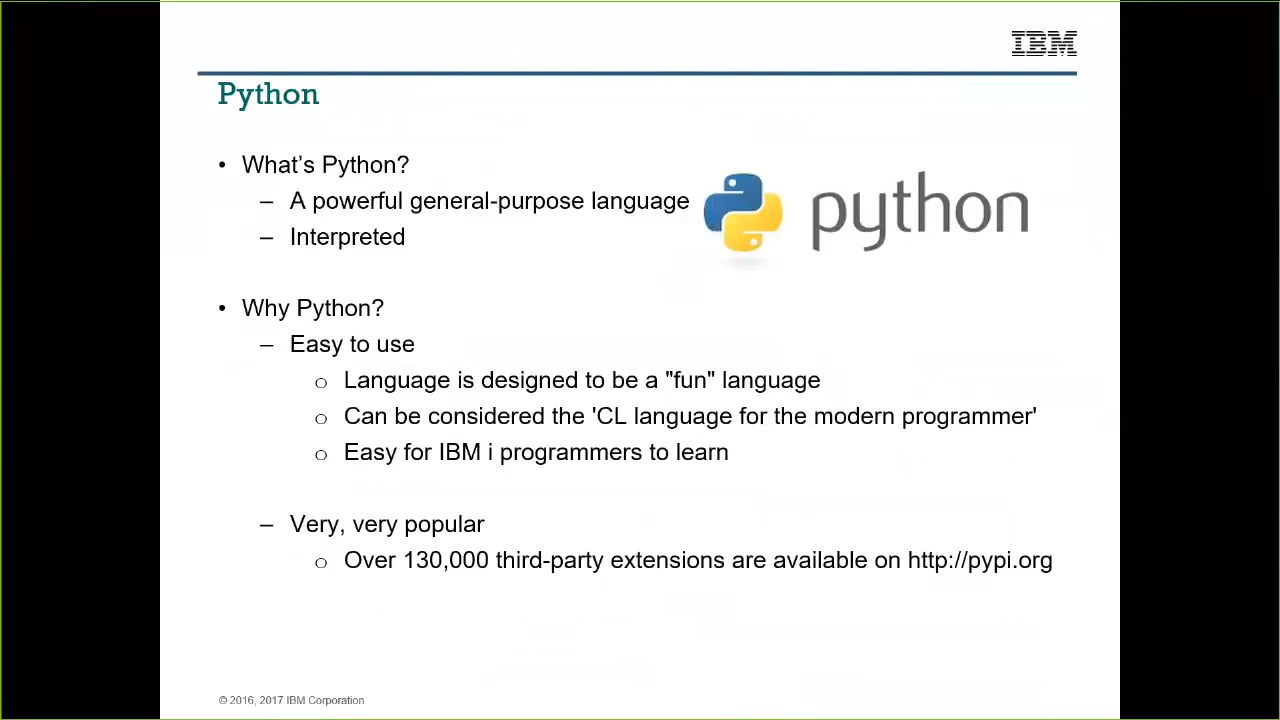 IBM
Python
• What’s Python?
– A powerful general-purpose language
– Interpreted
python
• Why Python?
– Easy to use
o Language is designed to be a "fun" language
o Can be considered the 'CL language for the modern programmer'
o Easy for IBM i programmers to learn
– Very, very popular
o Over 130,000 third-party extensions are available on http://pypi.org
© 2016, 2017 IBM Corporation